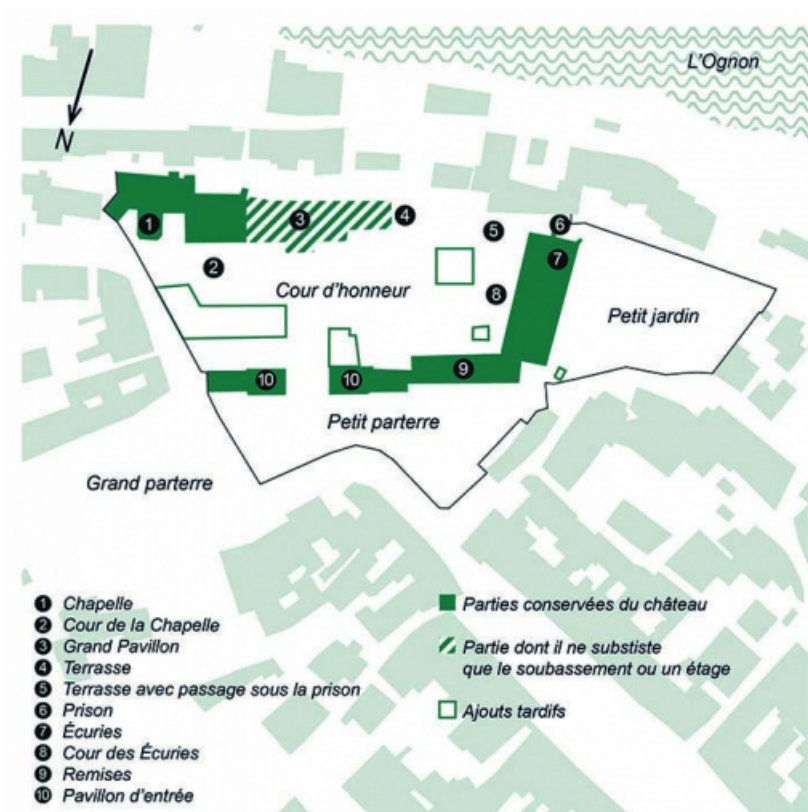 L'Ognon
N
1
3
4
5
6
7
2
8
Cour d'honneur
Petit jardin
10
10
9
Petit parterre
Grand parterre
1 Chapelle
2 Cour de la Chapelle
3 Grand Pavillon
4 Terrasse
5 Terrasse avec passage sous la prison
6 Prison
7 Écuries
8 Cour des Écuries
9 Remises
10 Pavillon d'entrée
Parties conservées du château
Partie dont il ne substiste
que le soubassement ou un étage
Ajouts tardifs